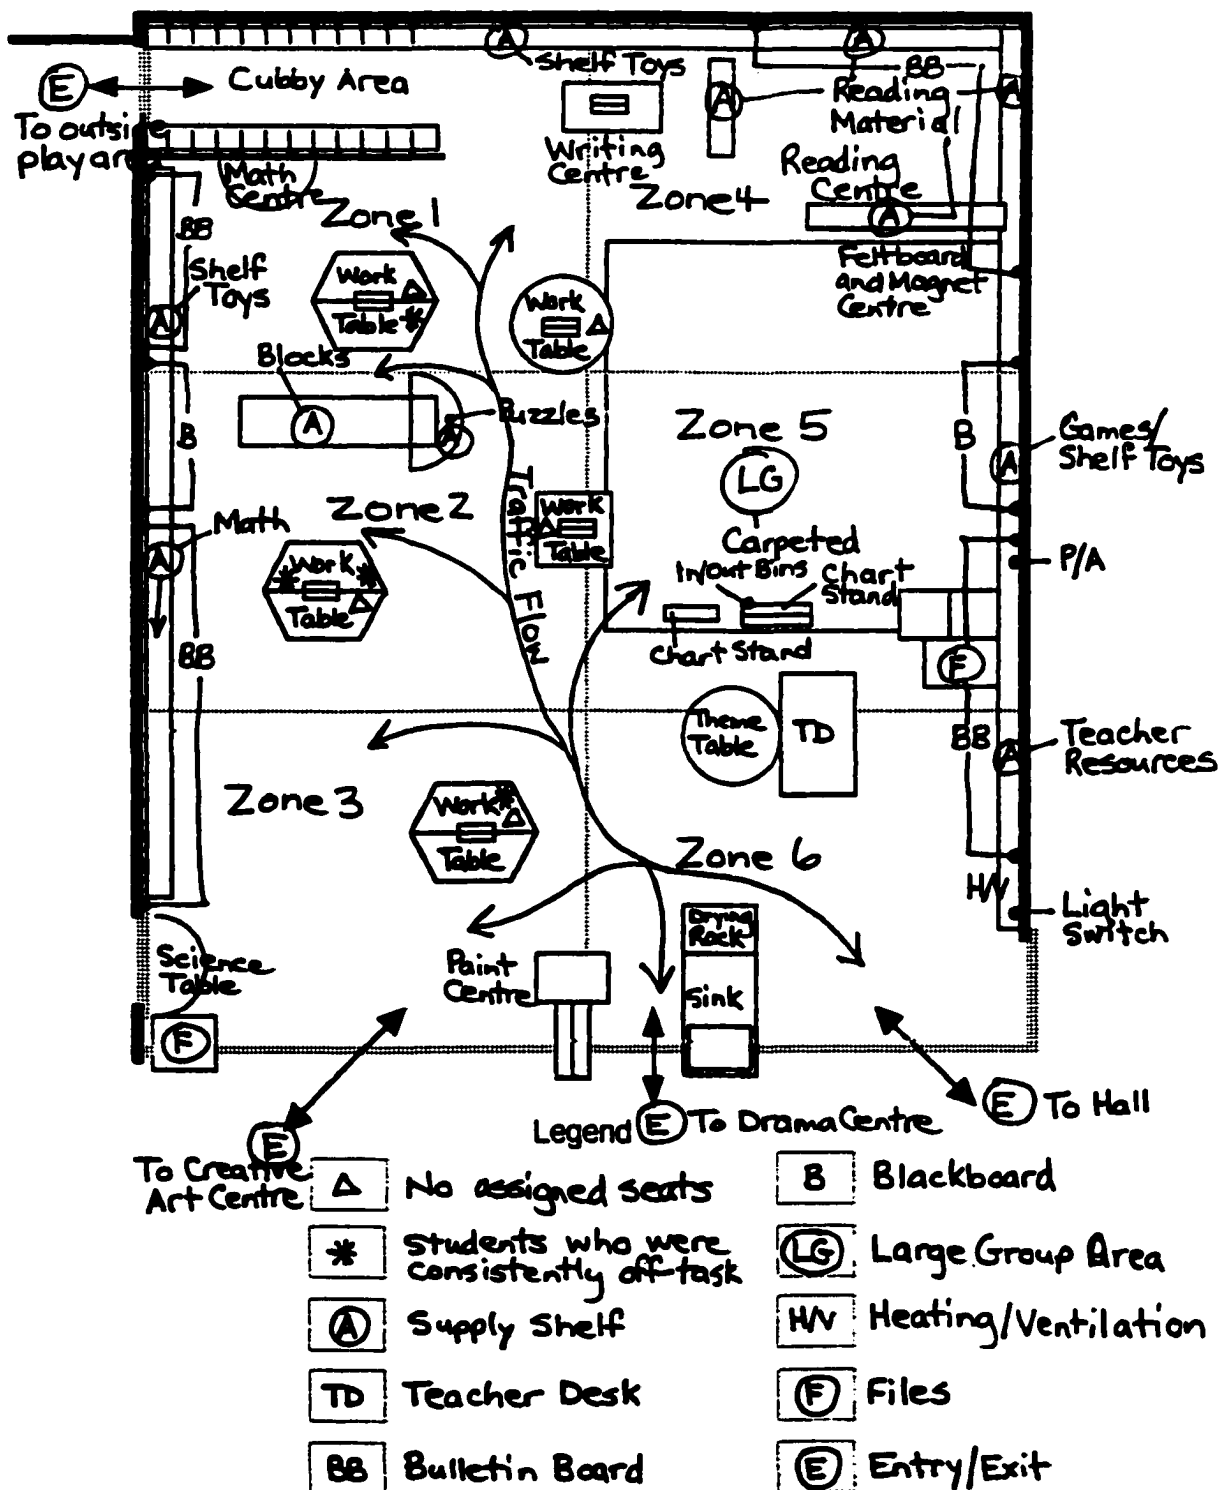 A
Shelf Toys
A
BB
E
Cubby Area
A
Reading
Material
A
To outside
play area
Writing
Centre
Math
Centre
Reading
Centre
Zone 1
Zone 4
BB
A
Shelf
Toys
Feltboard
and Magnet
Centre
Work
Table
Work
Table
A
Blocks
A
Puzzles
A
B
Zone 5
LG
Carpeted
B
Games/
Shelf Toys
A
Traffic Flow
Zone 2
Math
A
Work
Table
Work
Table
In/Out Bins
Chart
Stand
Chart Stand
P/A
BB
F
Theme
Table
TD
BB
A
Teacher
Resources
Zone 3
Work
Table
Zone 6
H/V
Light
Switch
Science
Table
F
Paint
Centre
Drying
Rack
Sink
E
To Creative
Art Centre
E To Drama Centre
E To Hall
Legend
△ No assigned seats
* Students who were
consistently off-task
A Supply Shelf
TD Teacher Desk
BB Bulletin Board
B Blackboard
LG Large Group Area
H/V Heating/Ventilation
F Files
E Entry/Exit